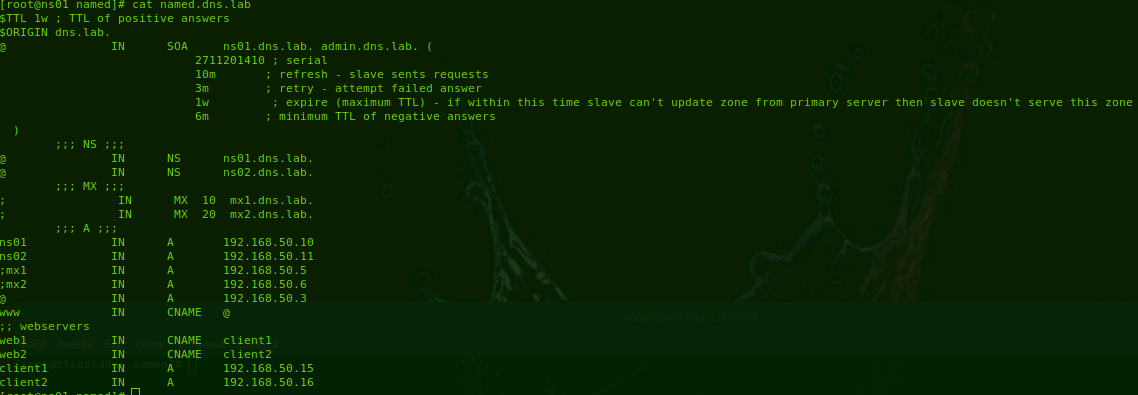 [root@ns01 named]# cat named.dns.lab
$TTL 1w ; TTL of positive answers
$ORIGIN dns.lab.
@               IN      SOA     ns01.dns.lab. admin.dns.lab. (
                            2711201410 ; serial
                            10m       ; refresh - slave sents requests
                            3m        ; retry - attempt failed answer
                            1w         ; expire (maximum TTL) - if within this time slave can't update zone from primary server then slave doesn't serve this zone
                            6m        ; minimum TTL of negative answers
  )
        ;;; NS ;;;
@               IN      NS      ns01.dns.lab.
@               IN      NS      ns02.dns.lab.
        ;;; MX ;;;
;                IN      MX  10  mx1.dns.lab.
;                IN      MX  20  mx2.dns.lab.
        ;;; A ;;;
ns01            IN      A       192.168.50.10
ns02            IN      A       192.168.50.11
;mx1            IN      A       192.168.50.5
;mx2            IN      A       192.168.50.6
@               IN      A       192.168.50.3
www             IN      CNAME   @
;; webservers
web1            IN      CNAME   client1
web2            IN      CNAME   client2
client1         IN      A       192.168.50.15
client2         IN      A       192.168.50.16
[root@ns01 named]#